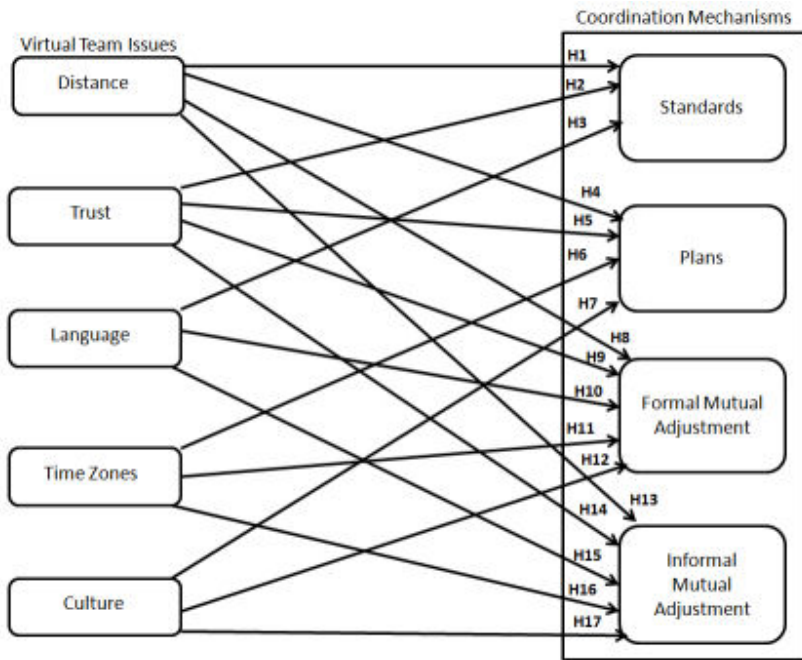 Coordination Mechanisms
Virtual Team Issues
Distance
Trust
Language
Time Zones
Culture
H1
H2
H3
H4
H5
H6
H7
H8
H9
H10
H11
H12
H13
H14
H15
H16
H17
Standards
Plans
Formal Mutual
Adjustment
Informal
Mutual
Adjustment